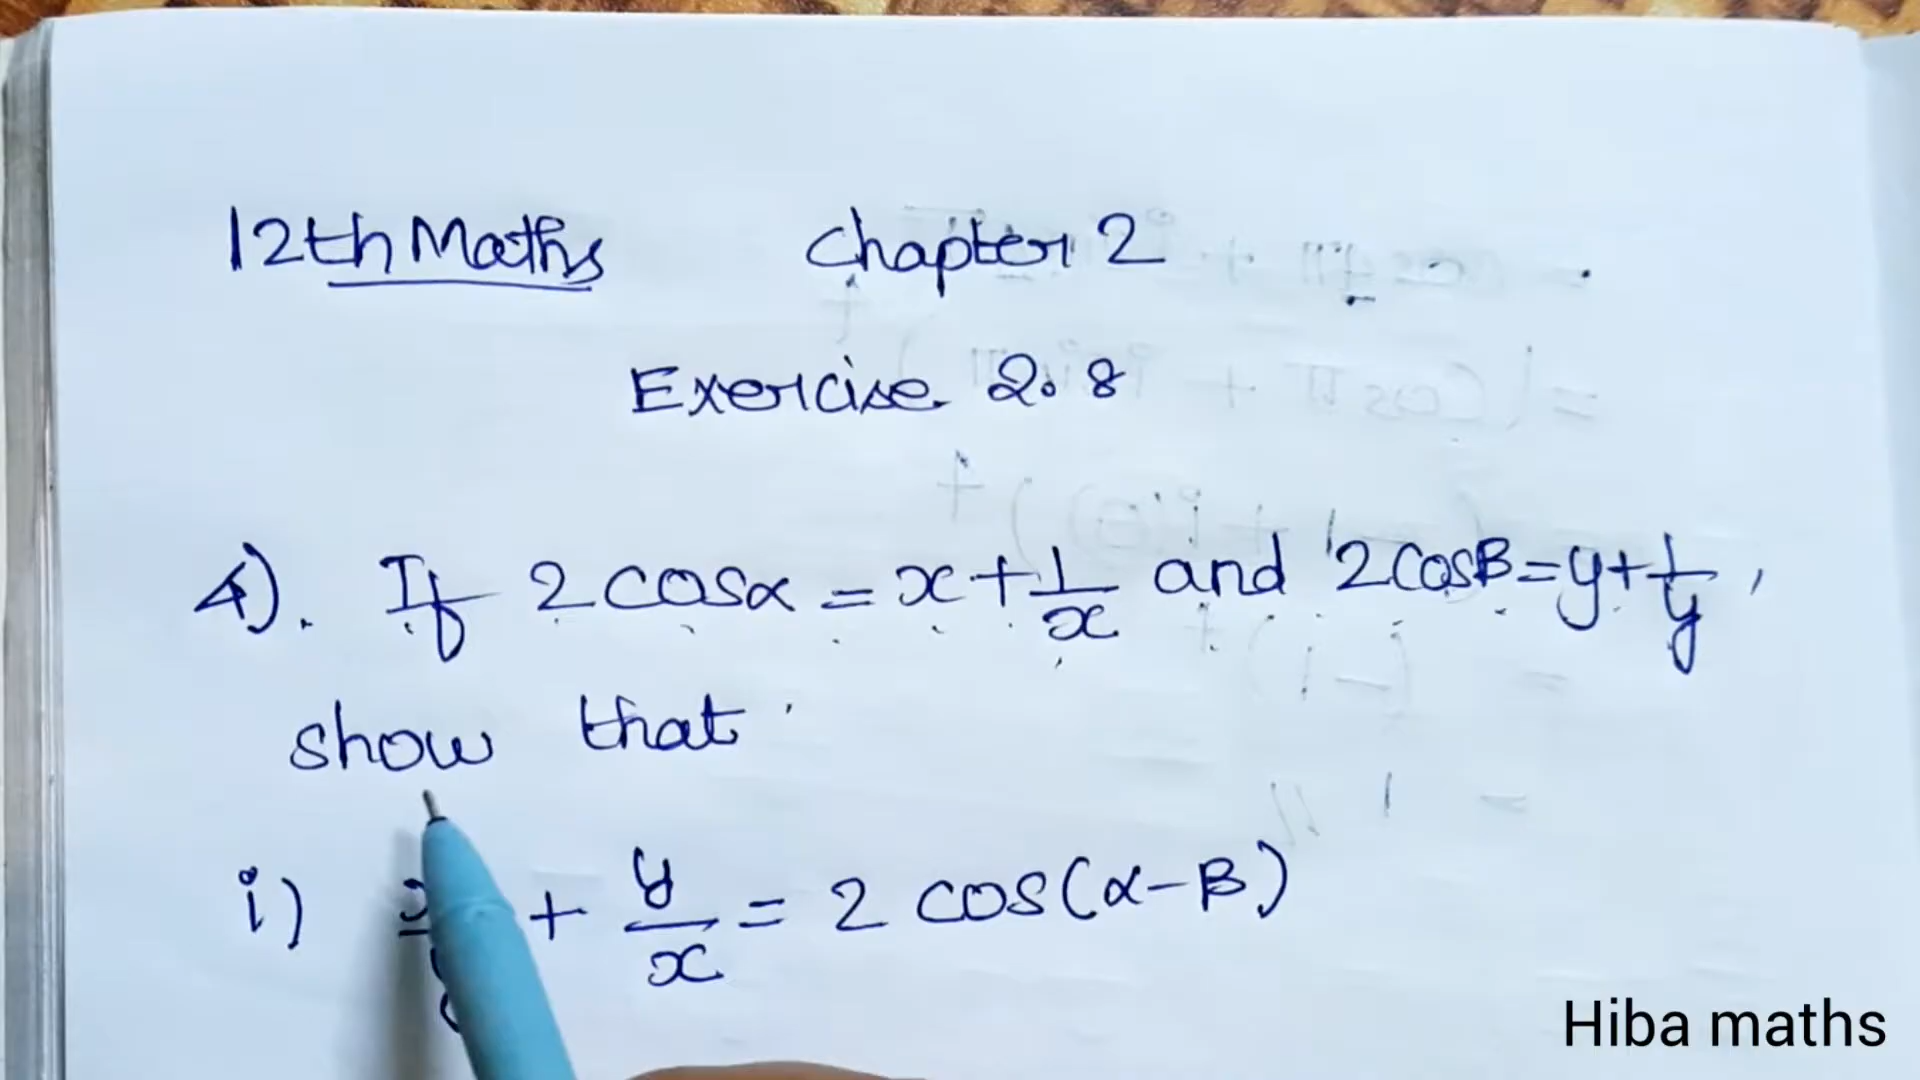 12th Maths Chapter 2
Exercise 2.8
4). If 2 cosα = x + 1/x and 2 cosβ = y + 1/y,
show that
i) + y/x = 2 cos(α-β)
Hiba maths